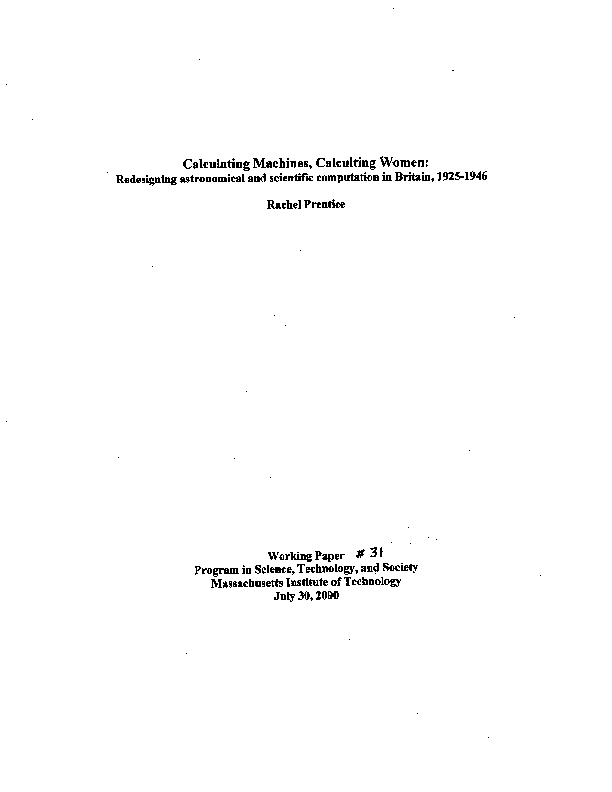 Calculating Machines, Calculting Women:
Redesigning astronomical and scientific computation in Britain, 1925-1946
Rachel Prentice
Working Paper # 31
Program in Science, Technology, and Society
Massachusetts Institute of Technology
July 30, 2000